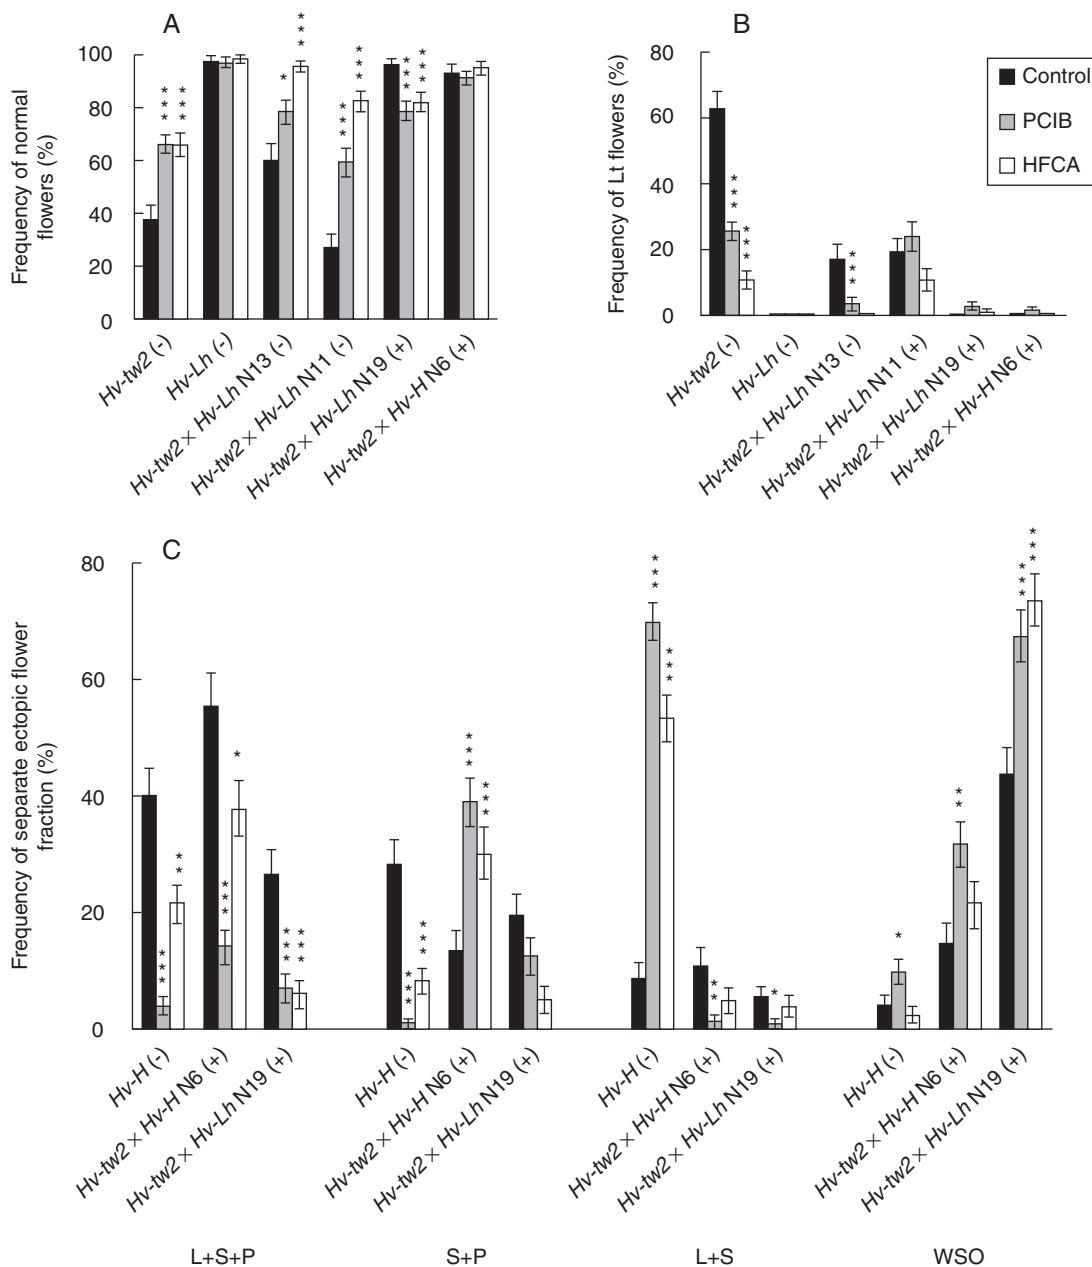 A
Frequency of normal
flowers (%)
100
80
60
40
20
0
*** *** * *** *** *** *** ***
Hv-tw2 (-)
Hv-Lh (-)
Hv-tw2 × Hv-Lh N13 (-)
Hv-tw2 × Hv-Lh N11 (-)
Hv-tw2 × Hv-Lh N19 (+)
Hv-tw2 × Hv-H N6 (+)
B
Frequency of Lt flowers (%)
80
60
40
20
0
*** *** ***
Hv-tw2 (-)
Hv-Lh (-)
Hv-tw2 × Hv-Lh N13 (-)
Hv-tw2 × Hv-Lh N11 (+)
Hv-tw2 × Hv-Lh N19 (+)
Hv-tw2 × Hv-H N6 (+)
Control
PCIB
HFCA
C
Frequency of separate ectopic flower
fraction (%)
80
60
40
20
0
*** ** *** * *** ***
*** *** *** ***
*** *** ** *
* ** *** ***
Hv-H (-)
Hv-tw2 × Hv-H N6 (+)
Hv-tw2 × Hv-Lh N19 (+)
Hv-H (-)
Hv-tw2 × Hv-H N6 (+)
Hv-tw2 × Hv-Lh N19 (+)
Hv-H (-)
Hv-tw2 × Hv-H N6 (+)
Hv-tw2 × Hv-Lh N19 (+)
Hv-H (-)
Hv-tw2 × Hv-H N6 (+)
Hv-tw2 × Hv-Lh N19 (+)
L+S+P
S+P
L+S
WSO